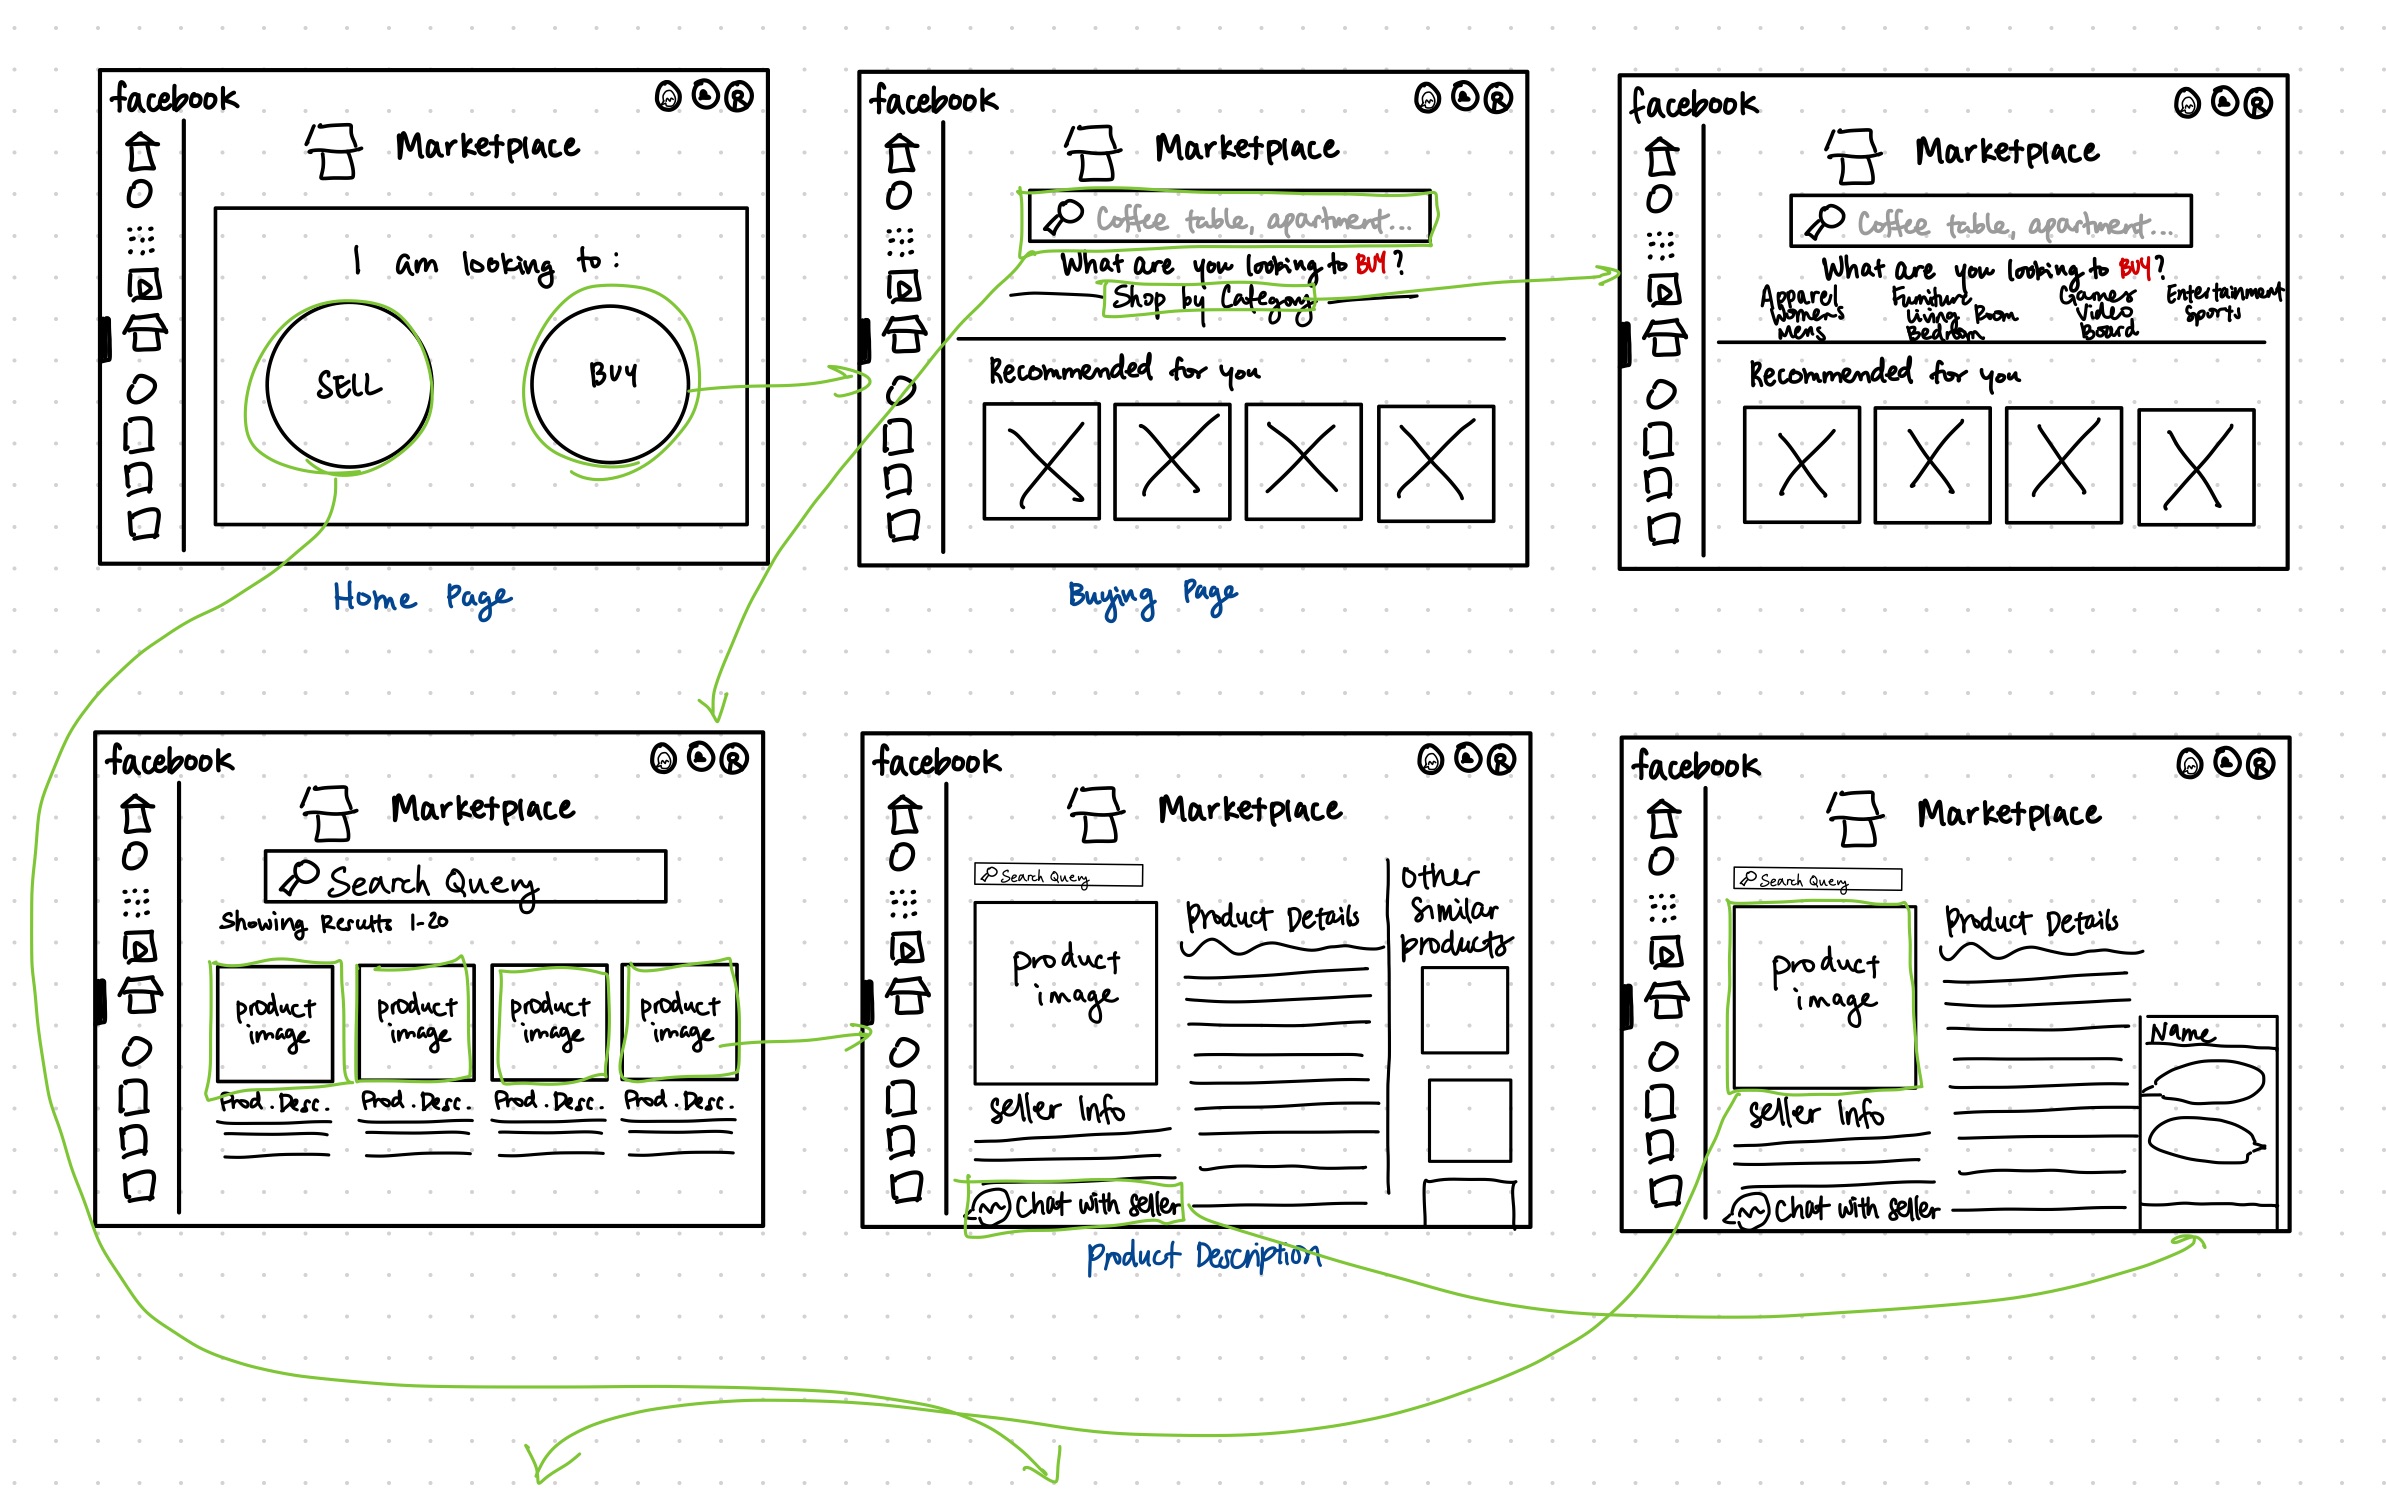 facebook
Marketplace
I am looking to:
SELL
BUY
Home Page
facebook
Marketplace
Coffee table, apartment...
What are you looking to BUY?
Shop by Category
Recommended for you
Buying Page
facebook
Marketplace
Coffee table, apartment...
What are you looking to BUY?
Apparel
Womens
Mens
Furniture
Living Room
Bedroom
Games
Video
Board
Entertainment
Sports
Recommended for you
facebook
Marketplace
Search Query
Showing Results 1-20
product
image
product
image
product
image
product
image
Prod. Desc.
Prod. Desc.
Prod. Desc.
Prod. Desc.
facebook
Marketplace
Search Query
product
image
Product Details
other
similar
products
Seller Info
Chat with seller
Product Description
facebook
Marketplace
Search Query
product
image
Product Details
Name
Seller Info
Chat with seller